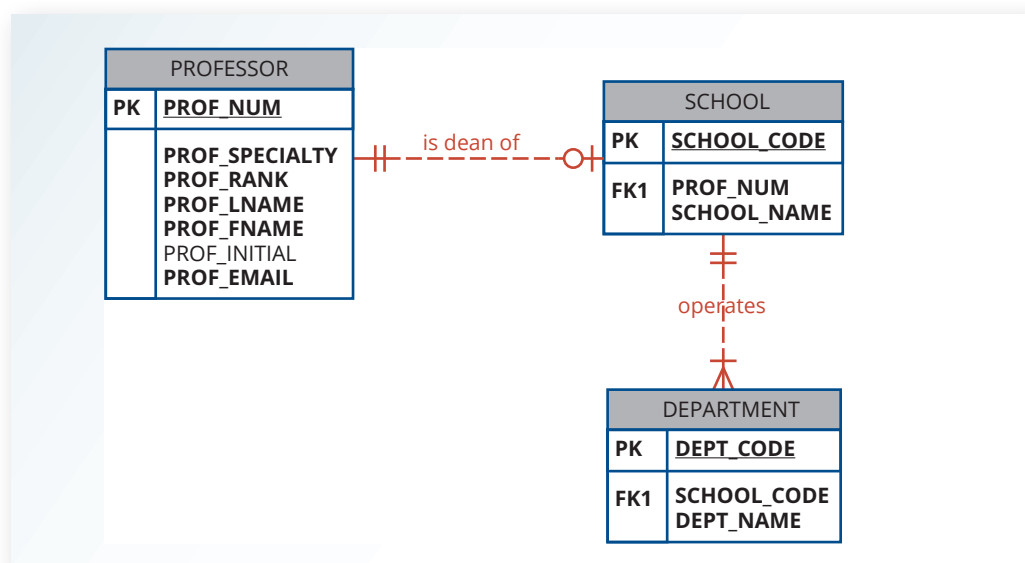 PROFESSOR
PK PROF_NUM
PROF_SPECIALTY
PROF_RANK
PROF_LNAME
PROF_FNAME
PROF_INITIAL
PROF_EMAIL
is dean of
SCHOOL
PK SCHOOL_CODE
FK1 PROF_NUM
SCHOOL_NAME
operates
DEPARTMENT
PK DEPT_CODE
FK1 SCHOOL_CODE
DEPT_NAME